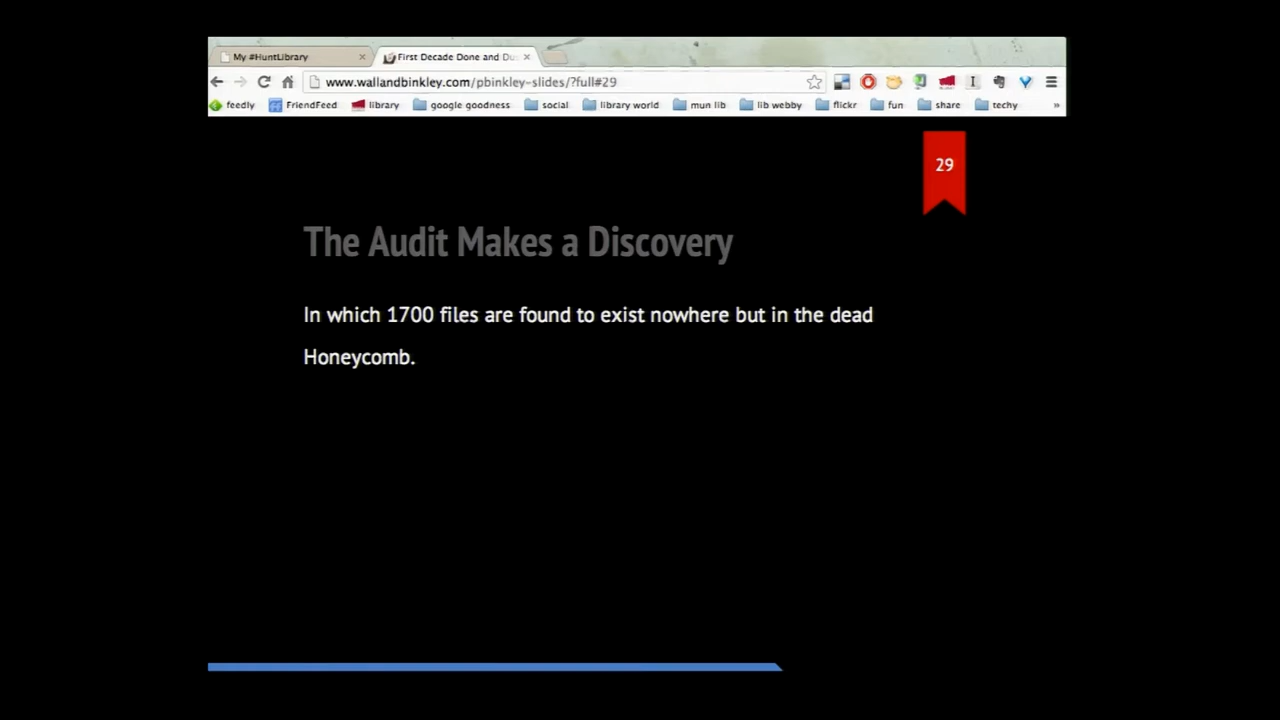 My #HuntLibrary
First Decade Done and Dus
www.wallandbinkley.com/pbinkley-slides/?full#29
feedly FriendFeed library google goodness social library world mun lib lib webby flickr fun share techy »
29
The Audit Makes a Discovery
In which 1700 files are found to exist nowhere but in the dead
Honeycomb.